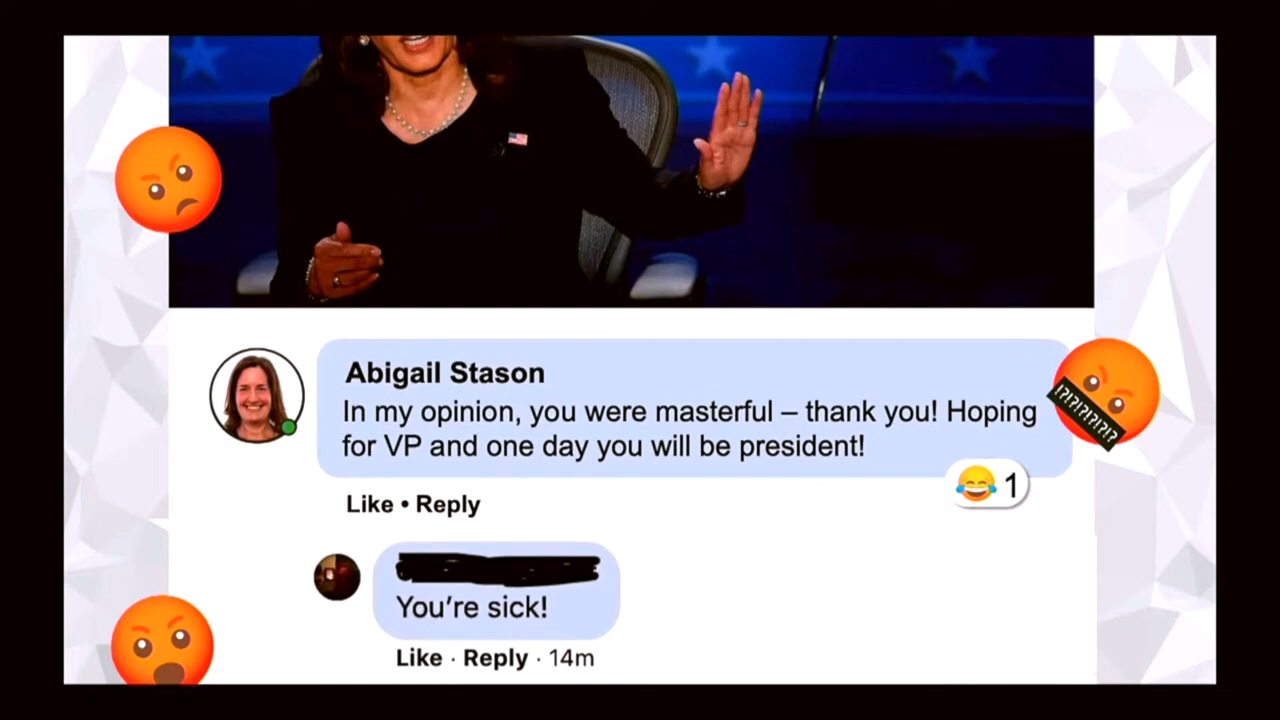 Abigail Stason
In my opinion, you were masterful – thank you! Hoping
for VP and one day you will be president!
!?!?!?!?!?
1
Like • Reply
You're sick!
Like · Reply · 14m